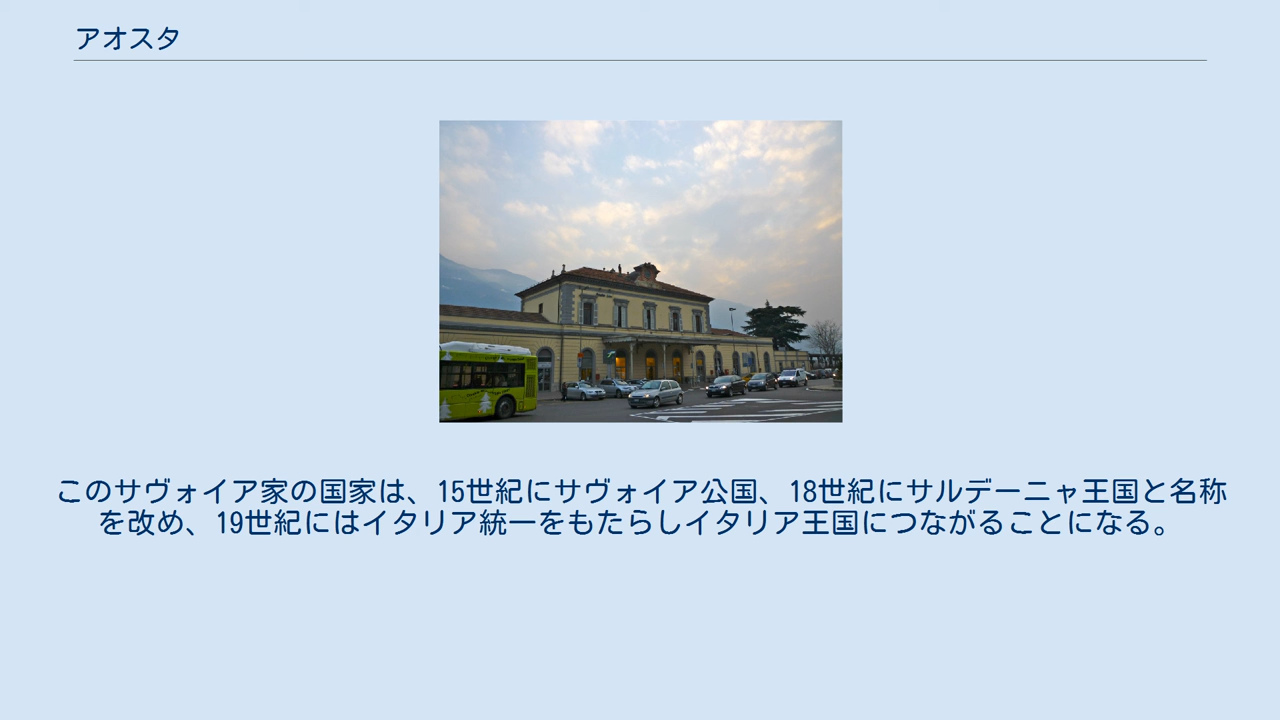 アオスタ
このサヴォイア家の国家は、15世紀にサヴォイア公国、18世紀にサルデーニャ王国と名称
を改め、19世紀にはイタリア統一をもたらしイタリア王国につながることになる。